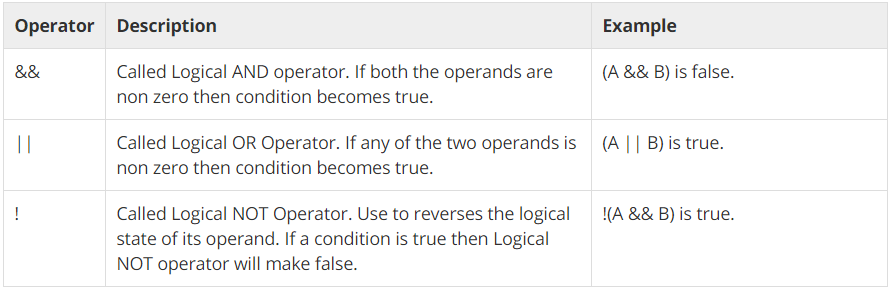 Operator Description Example
&& Called Logical AND operator. If both the operands are (A && B) is false.
non zero then condition becomes true.
|| Called Logical OR Operator. If any of the two operands is (A || B) is true.
non zero then condition becomes true.
! Called Logical NOT Operator. Use to reverses the logical !(A && B) is true.
state of its operand. If a condition is true then Logical
NOT operator will make false.